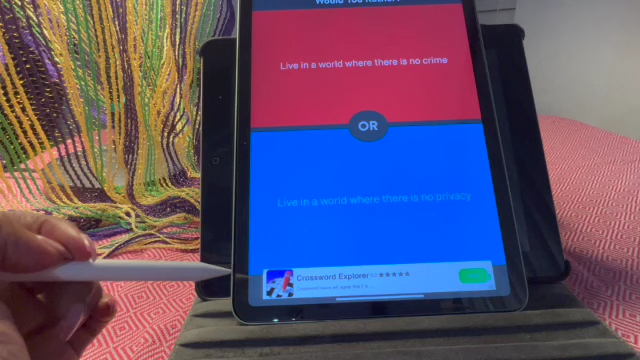 Would You Rather?
Live in a world where there is no crime
OR
Live in a world where there is no privacy
Crossword Explorer